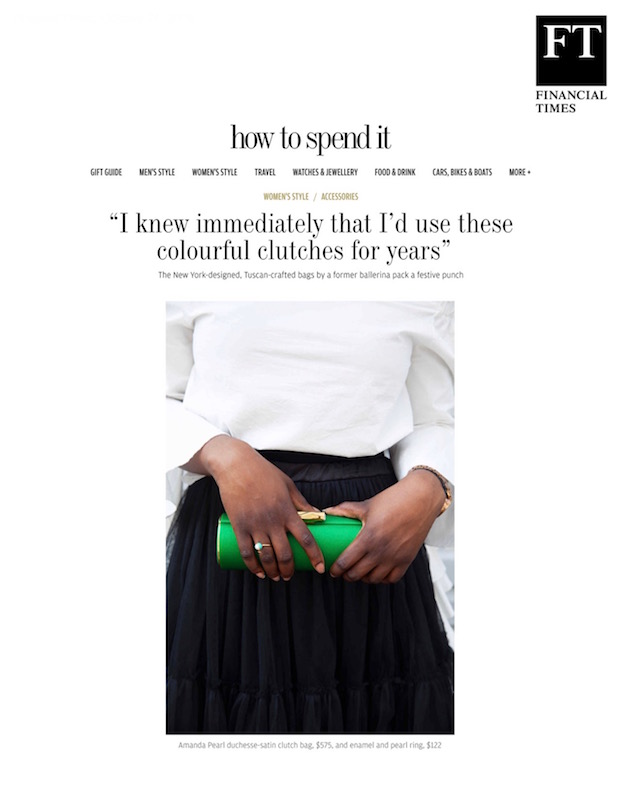 FT
FINANCIAL
TIMES
how to spend it
GIFT GUIDE MEN'S STYLE WOMEN'S STYLE TRAVEL WATCHES & JEWELLERY FOOD & DRINK CARS, BIKES & BOATS MORE +
WOMEN'S STYLE / ACCESSORIES
“I knew immediately that I’d use these
colourful clutches for years”
The New York-designed, Tuscan-crafted bags by a former ballerina pack a festive punch
Amanda Pearl duchesse-satin clutch bag, $575, and enamel and pearl ring, $122